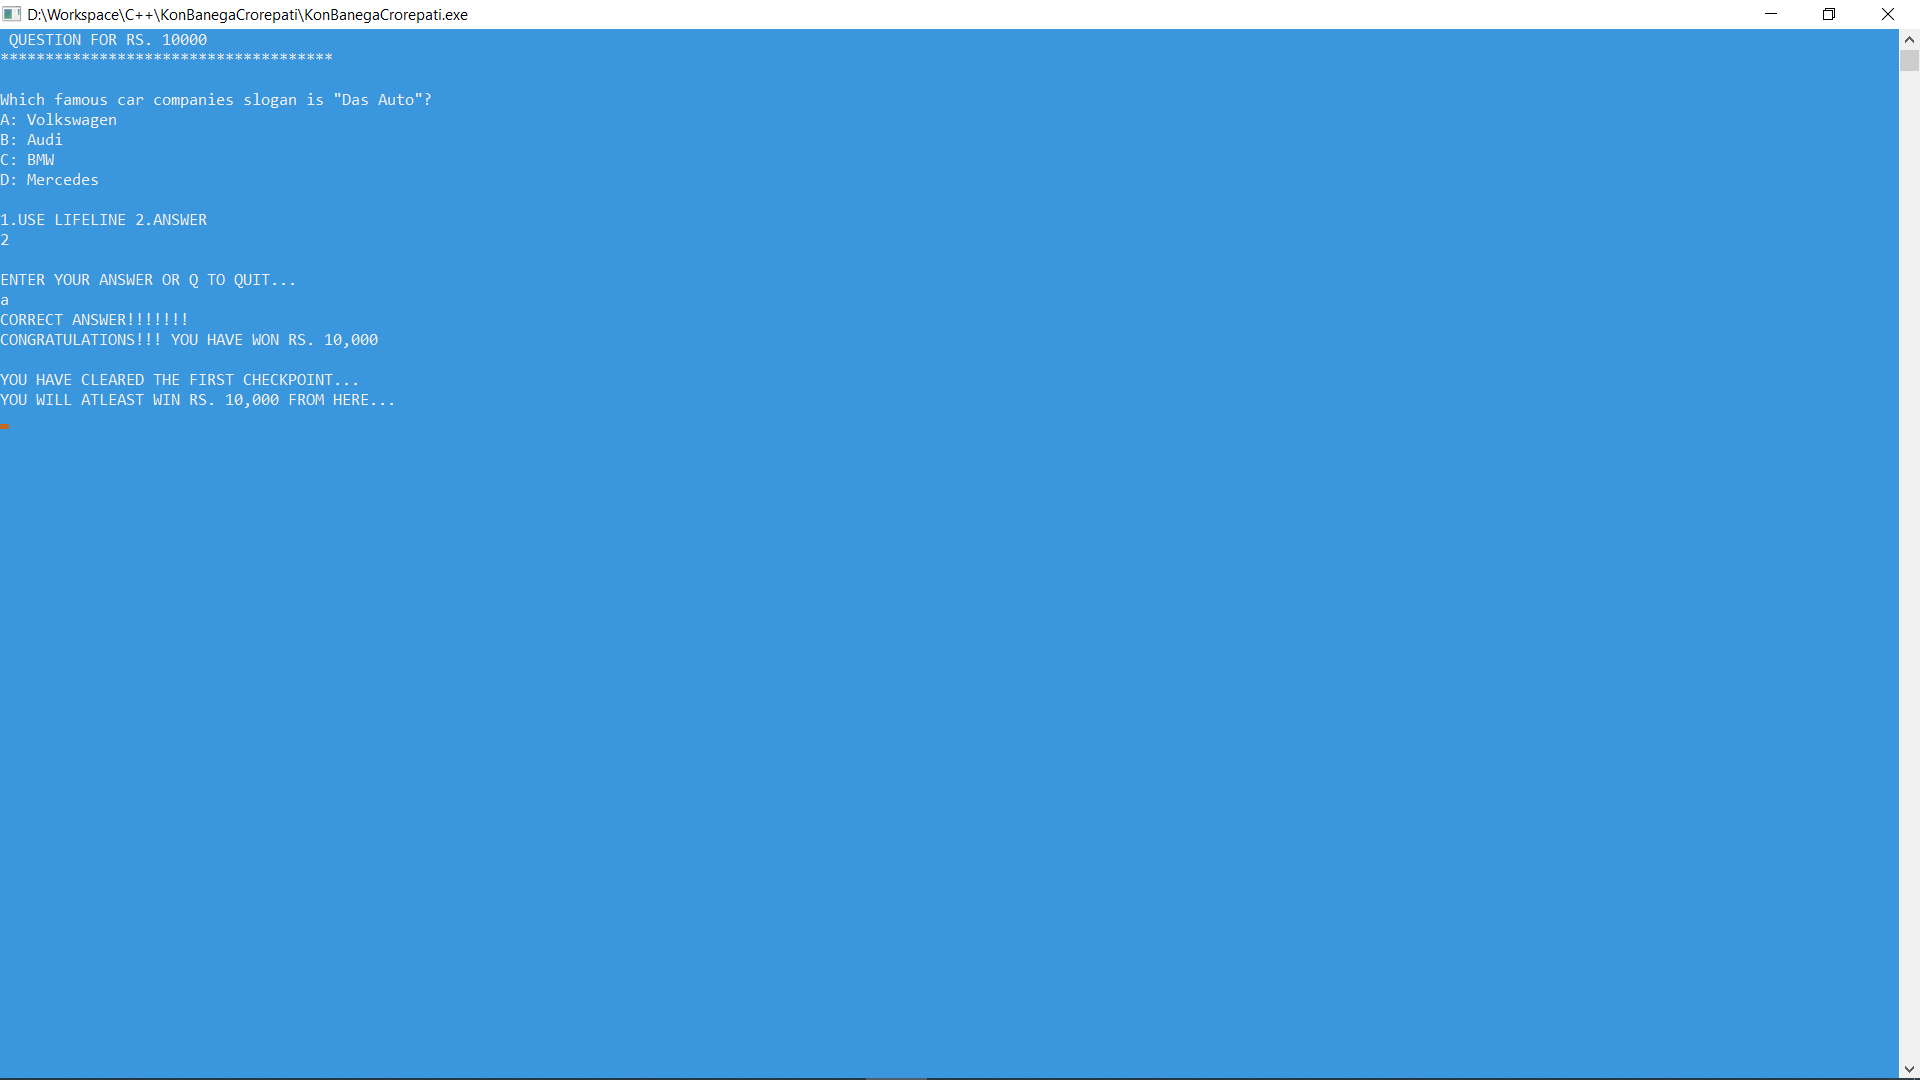 D:\Workspace\C++\KonBanegaCrorepati\KonBanegaCrorepati.exe
QUESTION FOR RS. 10000
*************************************
Which famous car companies slogan is "Das Auto"?
A: Volkswagen
B: Audi
C: BMW
D: Mercedes
1.USE LIFELINE 2.ANSWER
2
ENTER YOUR ANSWER OR Q TO QUIT...
a
CORRECT ANSWER!!!!!!!
CONGRATULATIONS!!! YOU HAVE WON RS. 10,000
YOU HAVE CLEARED THE FIRST CHECKPOINT...
YOU WILL ATLEAST WIN RS. 10,000 FROM HERE...